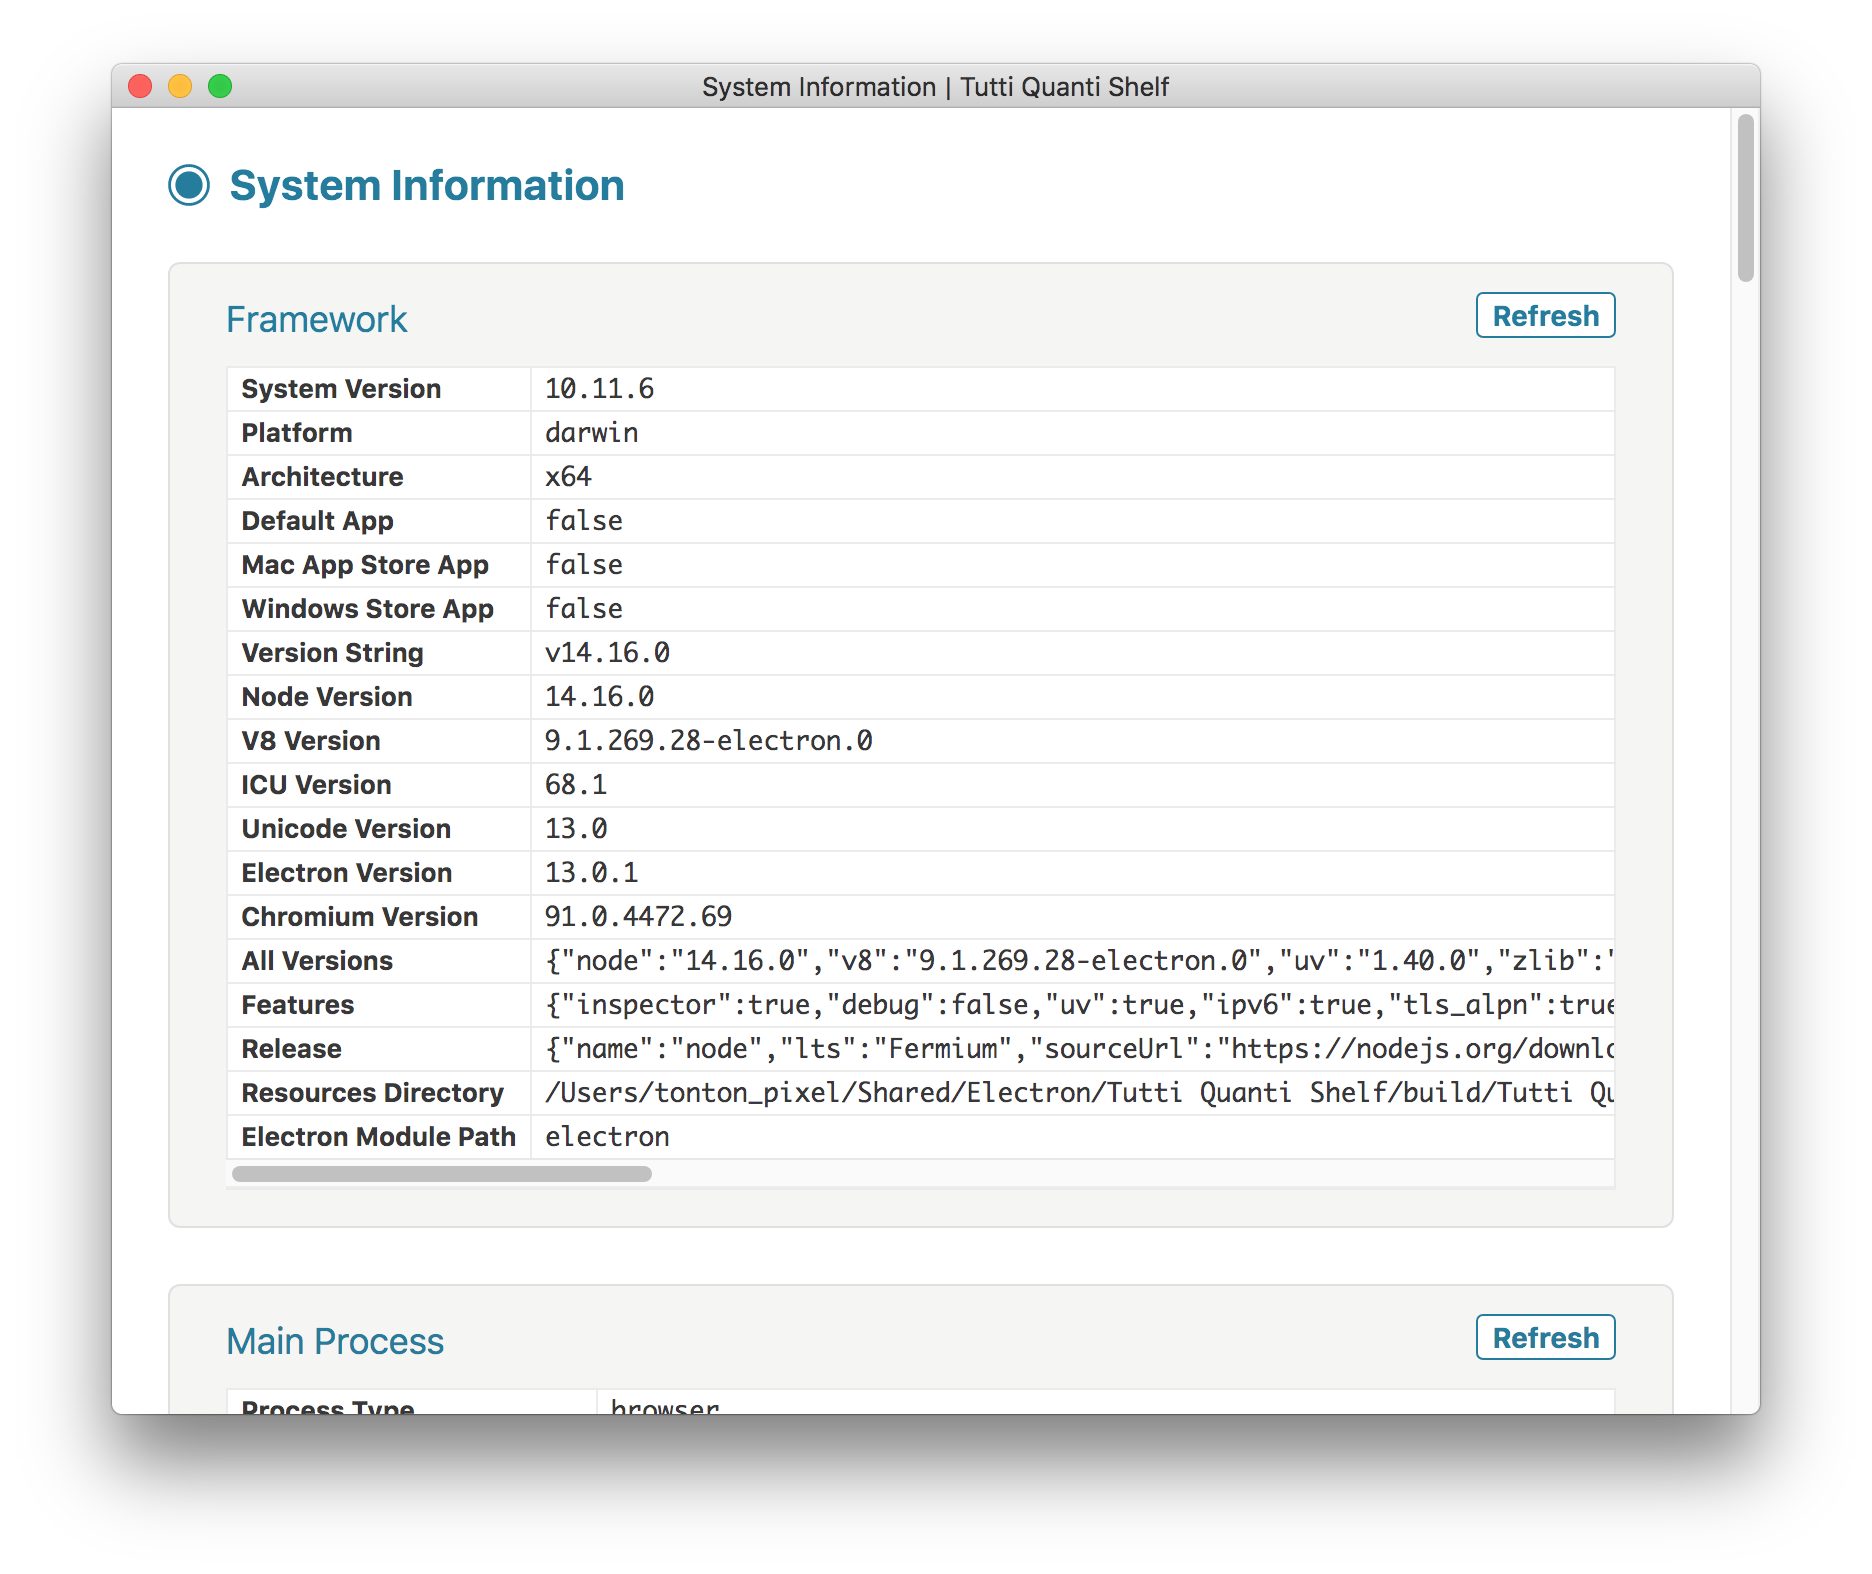 System Information | Tutti Quanti Shelf
System Information
Framework
Refresh
System Version 10.11.6
Platform darwin
Architecture x64
Default App false
Mac App Store App false
Windows Store App false
Version String v14.16.0
Node Version 14.16.0
V8 Version 9.1.269.28-electron.0
ICU Version 68.1
Unicode Version 13.0
Electron Version 13.0.1
Chromium Version 91.0.4472.69
All Versions {"node":"14.16.0","v8":"9.1.269.28-electron.0","uv":"1.40.0","zlib":"
Features {"inspector":true,"debug":false,"uv":true,"ipv6":true,"tls_alpn":true
Release {"name":"node","lts":"Fermium","sourceUrl":"https://nodejs.org/downlo
Resources Directory /Users/tonton_pixel/Shared/Electron/Tutti Quanti Shelf/build/Tutti Qu
Electron Module Path electron
Main Process
Refresh
Process Type browser